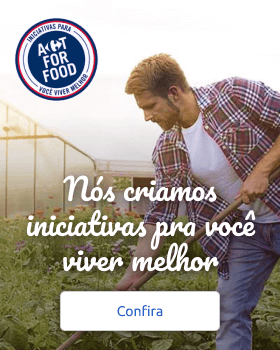 INICIATIVAS PARA
ACT
FOR
FOOD
VOCÊ VIVER MELHOR
Nós criamos
iniciativas pra você
viver melhor
Confira